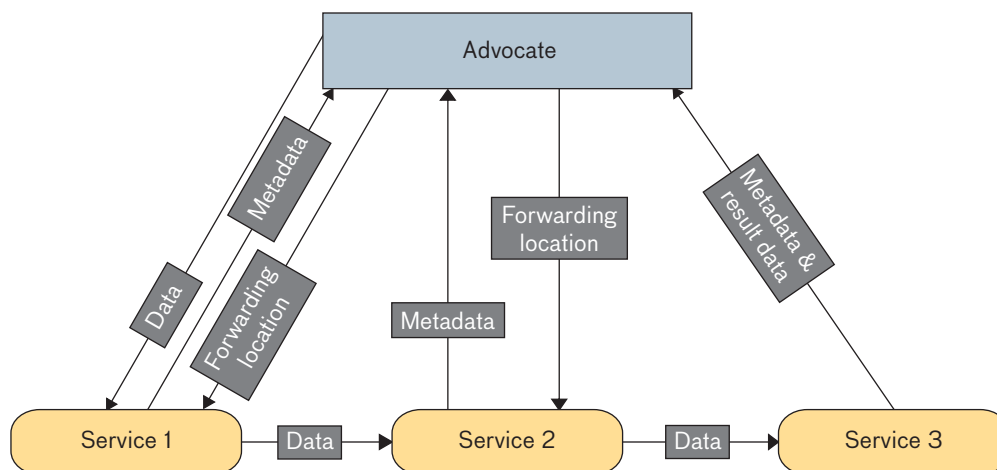 Advocate
Data
Metadata
Forwarding
location
Metadata
Forwarding
location
Metadata &
result data
Service 1
Data
Service 2
Data
Service 3